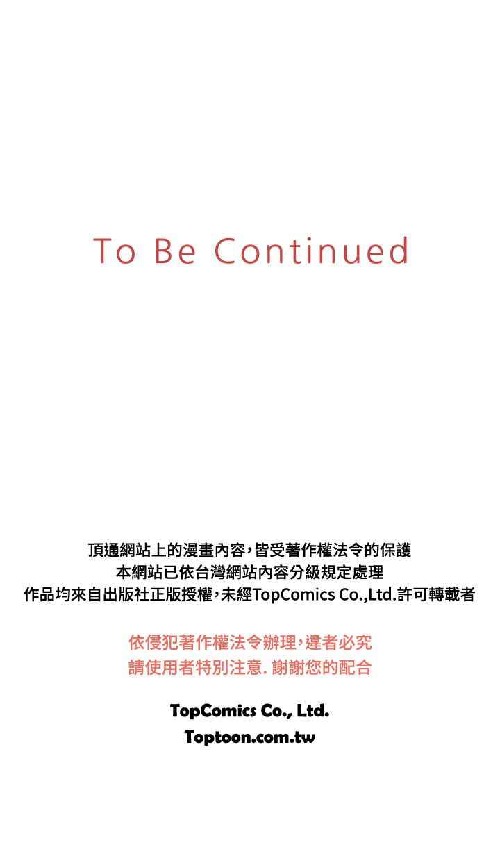 To Be Continued
頂通網站上的漫畫內容，皆受著作權法令的保護
本網站已依台灣網站內容分級規定處理
作品均來自出版社正版授權，未經TopComics Co.,Ltd.許可轉載者
依侵犯著作權法令辦理，違者必究
請使用者特別注意. 謝謝您的配合
TopComics Co., Ltd.
Toptoon.com.tw